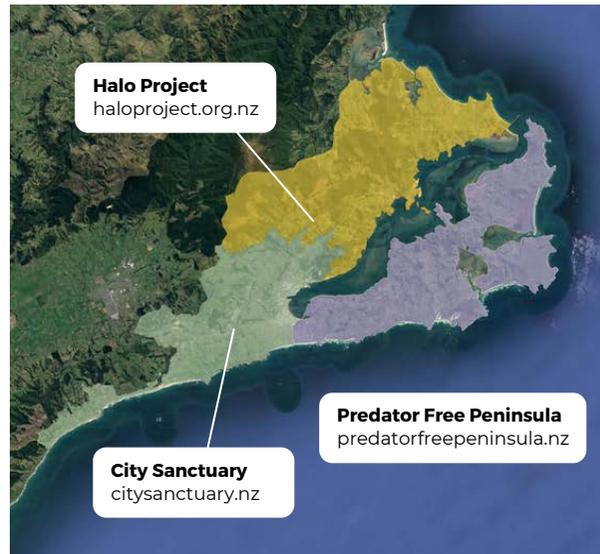 Halo Project
haloproject.org.nz
Predator Free Peninsula
predatorfreepeninsula.nz
City Sanctuary
citysanctuary.nz